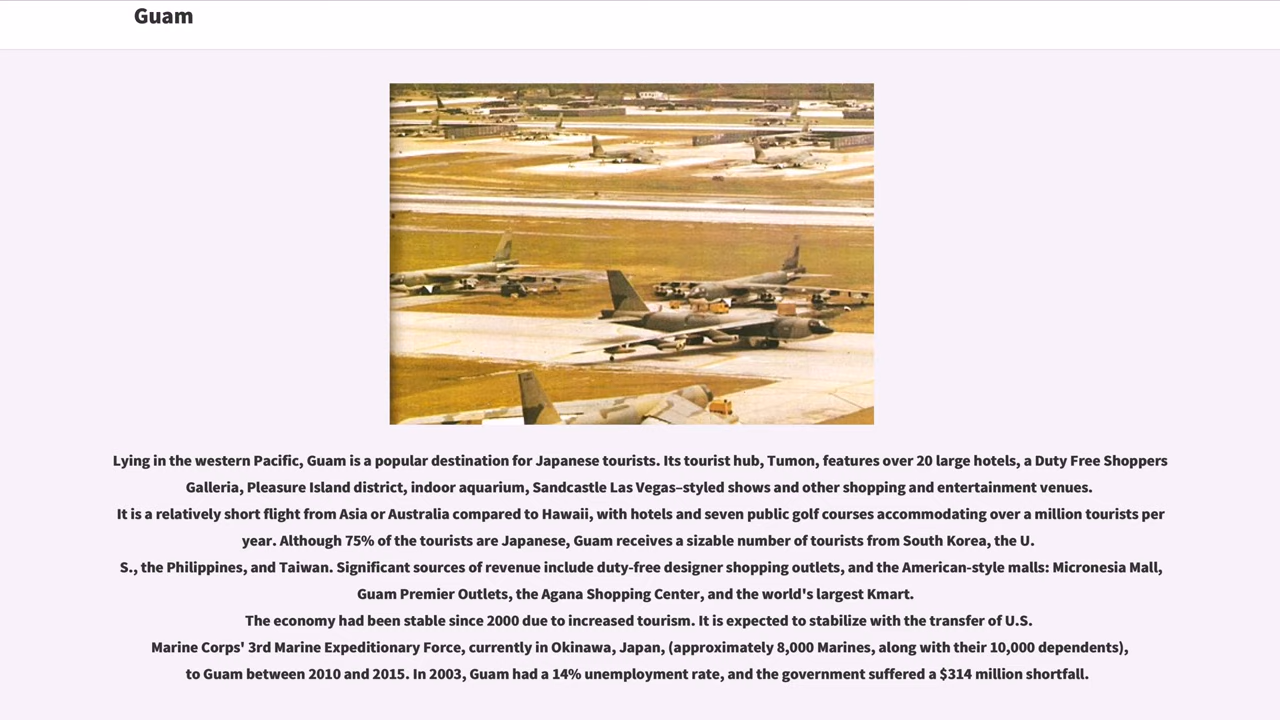 Guam
Lying in the western Pacific, Guam is a popular destination for Japanese tourists. Its tourist hub, Tumon, features over 20 large hotels, a Duty Free Shoppers
Galleria, Pleasure Island district, indoor aquarium, Sandcastle Las Vegas–styled shows and other shopping and entertainment venues.
It is a relatively short flight from Asia or Australia compared to Hawaii, with hotels and seven public golf courses accommodating over a million tourists per
year. Although 75% of the tourists are Japanese, Guam receives a sizable number of tourists from South Korea, the U.
S., the Philippines, and Taiwan. Significant sources of revenue include duty-free designer shopping outlets, and the American-style malls: Micronesia Mall,
Guam Premier Outlets, the Agana Shopping Center, and the world's largest Kmart.
The economy had been stable since 2000 due to increased tourism. It is expected to stabilize with the transfer of U.S.
Marine Corps' 3rd Marine Expeditionary Force, currently in Okinawa, Japan, (approximately 8,000 Marines, along with their 10,000 dependents),
to Guam between 2010 and 2015. In 2003, Guam had a 14% unemployment rate, and the government suffered a $314 million shortfall.